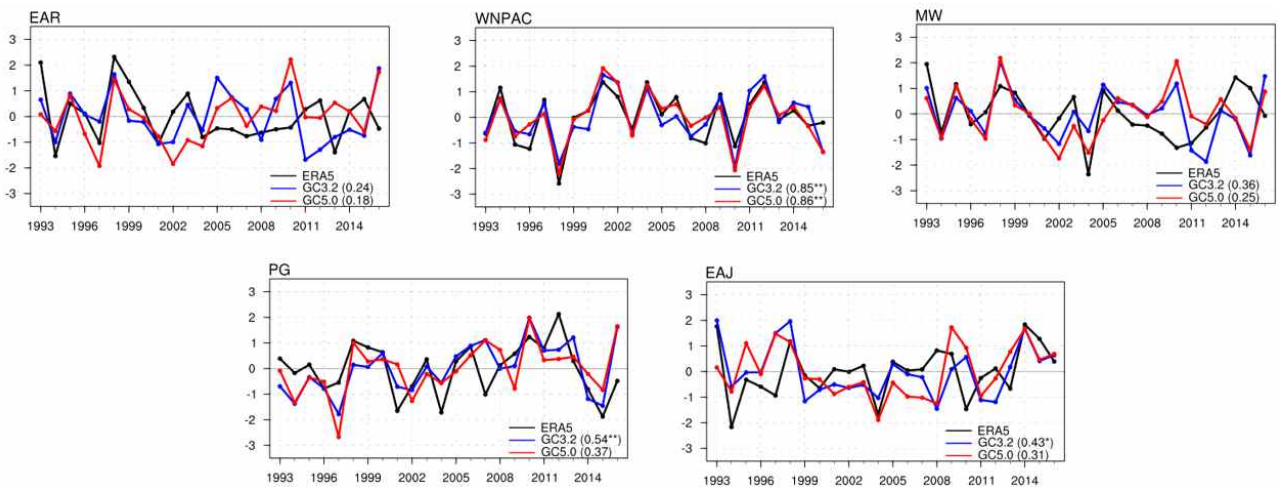 EAR
3
2
1
0
-1
-2
-3
ERA5
GC3.2 (0.24)
GC5.0 (0.18)
1993 1996 1999 2002 2005 2008 2011 2014
WNPAC
3
2
1
0
-1
-2
-3
ERA5
GC3.2 (0.85**)
GC5.0 (0.86**)
1993 1996 1999 2002 2005 2008 2011 2014
MW
3
2
1
0
-1
-2
-3
ERA5
GC3.2 (0.36)
GC5.0 (0.25)
1993 1996 1999 2002 2005 2008 2011 2014
PG
3
2
1
0
-1
-2
-3
ERA5
GC3.2 (0.54**)
GC5.0 (0.37)
1993 1996 1999 2002 2005 2008 2011 2014
EAJ
3
2
1
0
-1
-2
-3
ERA5
GC3.2 (0.43*)
GC5.0 (0.31)
1993 1996 1999 2002 2005 2008 2011 2014